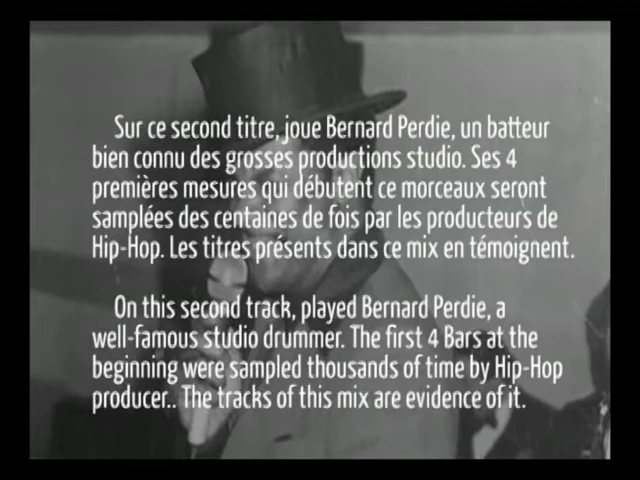 Sur ce second titre, joue Bernard Perdie, un batteur
bien connu des grosses productions studio. Ses 4
premières mesures qui débutent ce morceaux seront
samplées des centaines de fois par les producteurs de
Hip-Hop. Les titres présents dans ce mix en témoignent.
On this second track, played Bernard Perdie, a
well-famous studio drummer. The first 4 Bars at the
beginning were sampled thousands of time by Hip-Hop
producer.. The tracks of this mix are evidence of it.